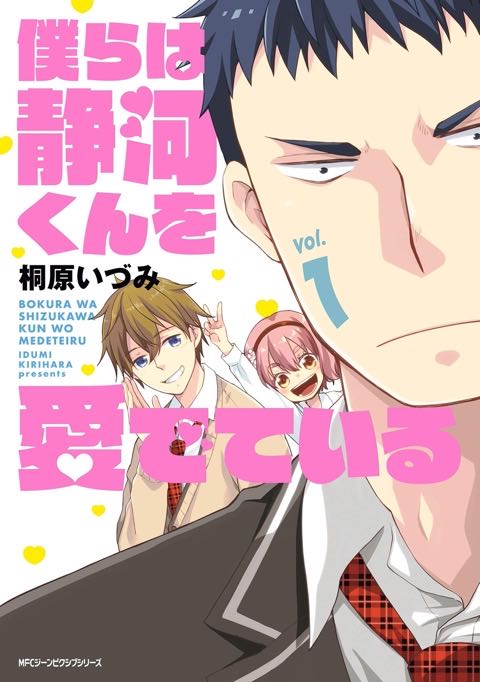 僕らは
静河
くんを
桐原いづみ
BOKURA WA
SHIZUKAWA
KUN WO
MEDETEIRU
IDUMI
KIRIHARA
presents
vol.
1
愛でている
MFCジーンピクシブシリーズ